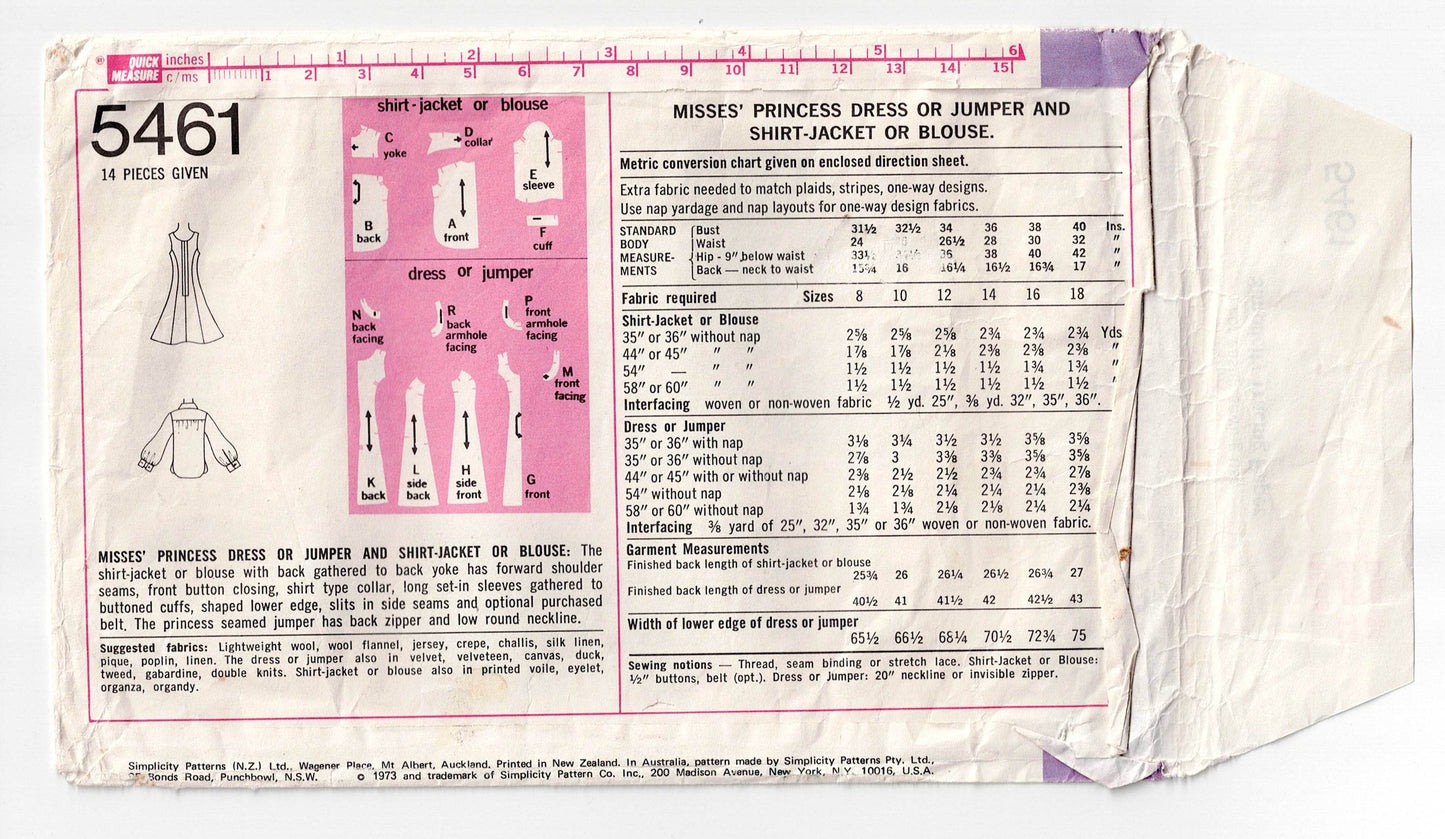 ® QUICK MEASURE inches 1 2 3 4 5 6
c/ms 1 2 3 4 5 6 7 8 9 10 11 12 13 14 15
5461
14 PIECES GIVEN
shirt-jacket or blouse
C yoke
D collar
E sleeve
B back
A front
F cuff
dress or jumper
N back facing
R back armhole facing
P front armhole facing
M front facing
K back
L side back
H side front
G front
MISSES' PRINCESS DRESS OR JUMPER AND SHIRT-JACKET OR BLOUSE: The
shirt-jacket or blouse with back gathered to back yoke has forward shoulder
seams, front button closing, shirt type collar, long set-in sleeves gathered to
buttoned cuffs, shaped lower edge, slits in side seams and optional purchased
belt. The princess seamed jumper has back zipper and low round neckline.
Suggested fabrics: Lightweight wool, wool flannel, jersey, crepe, challis, silk linen,
pique, poplin, linen. The dress or jumper also in velvet, velveteen, canvas, duck,
tweed, gabardine, double knits. Shirt-jacket or blouse also in printed voile, eyelet,
organza, organdy.
MISSES' PRINCESS DRESS OR JUMPER AND
SHIRT-JACKET OR BLOUSE.
Metric conversion chart given on enclosed direction sheet.
Extra fabric needed to match plaids, stripes, one-way designs.
Use nap yardage and nap layouts for one-way design fabrics.
STANDARD Bust 31½ 32½ 34 36 38 40 Ins.
BODY Waist 24 26½ 28 30 32 "
MEASURE- Hip - 9" below waist 33½ 36 38 40 42 "
MENTS Back — neck to waist 15¾ 16 16¼ 16½ 16¾ 17 "
Fabric required Sizes 8 10 12 14 16 18
Shirt-Jacket or Blouse
35" or 36" without nap 2⅝ 2⅝ 2⅝ 2¾ 2¾ 2¾ Yds
44" or 45" " " 1⅞ 1⅞ 2⅛ 2⅜ 2⅜ 2⅜ "
54" — " " 1½ 1½ 1½ 1½ 1¾ 1¾ "
58" or 60" " " 1½ 1½ 1½ 1½ 1½ 1½ "
Interfacing woven or non-woven fabric ½ yd. 25", ⅜ yd. 32", 35", 36".
Dress or Jumper
35" or 36" with nap 3⅛ 3¼ 3½ 3½ 3⅝ 3⅝
35" or 36" without nap 2⅞ 3 3⅜ 3⅜ 3⅝ 3⅝
44" or 45" with or without nap 2⅜ 2½ 2½ 2¾ 2¾ 2⅞
54" without nap 2⅛ 2⅛ 2¼ 2¼ 2¼ 2⅜
58" or 60" without nap 1¾ 1¾ 2⅛ 2⅛ 2¼ 2¼
Interfacing ⅜ yard of 25", 32", 35" or 36" woven or non-woven fabric.
Garment Measurements
Finished back length of shirt-jacket or blouse
25¾ 26 26¼ 26½ 26¾ 27
Finished back length of dress or jumper
40½ 41 41½ 42 42½ 43
Width of lower edge of dress or jumper
65½ 66½ 68¼ 70½ 72¾ 75
Sewing notions — Thread, seam binding or stretch lace. Shirt-Jacket or Blouse:
½" buttons, belt (opt.). Dress or Jumper: 20" neckline or invisible zipper.
Simplicity Patterns (N.Z.) Ltd., Wagener Place, Mt Albert, Auckland. Printed in New Zealand. In Australia, pattern made by Simplicity Patterns Pty. Ltd.,
Bonds Road, Punchbowl, N.S.W. © 1973 and trademark of Simplicity Pattern Co. Inc., 200 Madison Avenue, New York, N.Y. 10016, U.S.A.